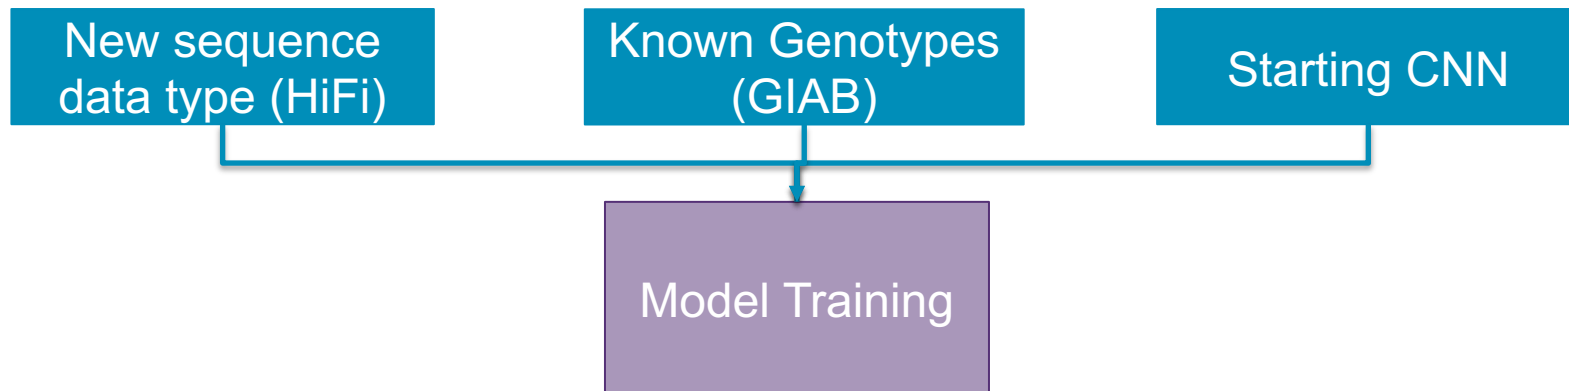 New sequence
data type (HiFi)
Known Genotypes
(GIAB)
Starting CNN
Model Training